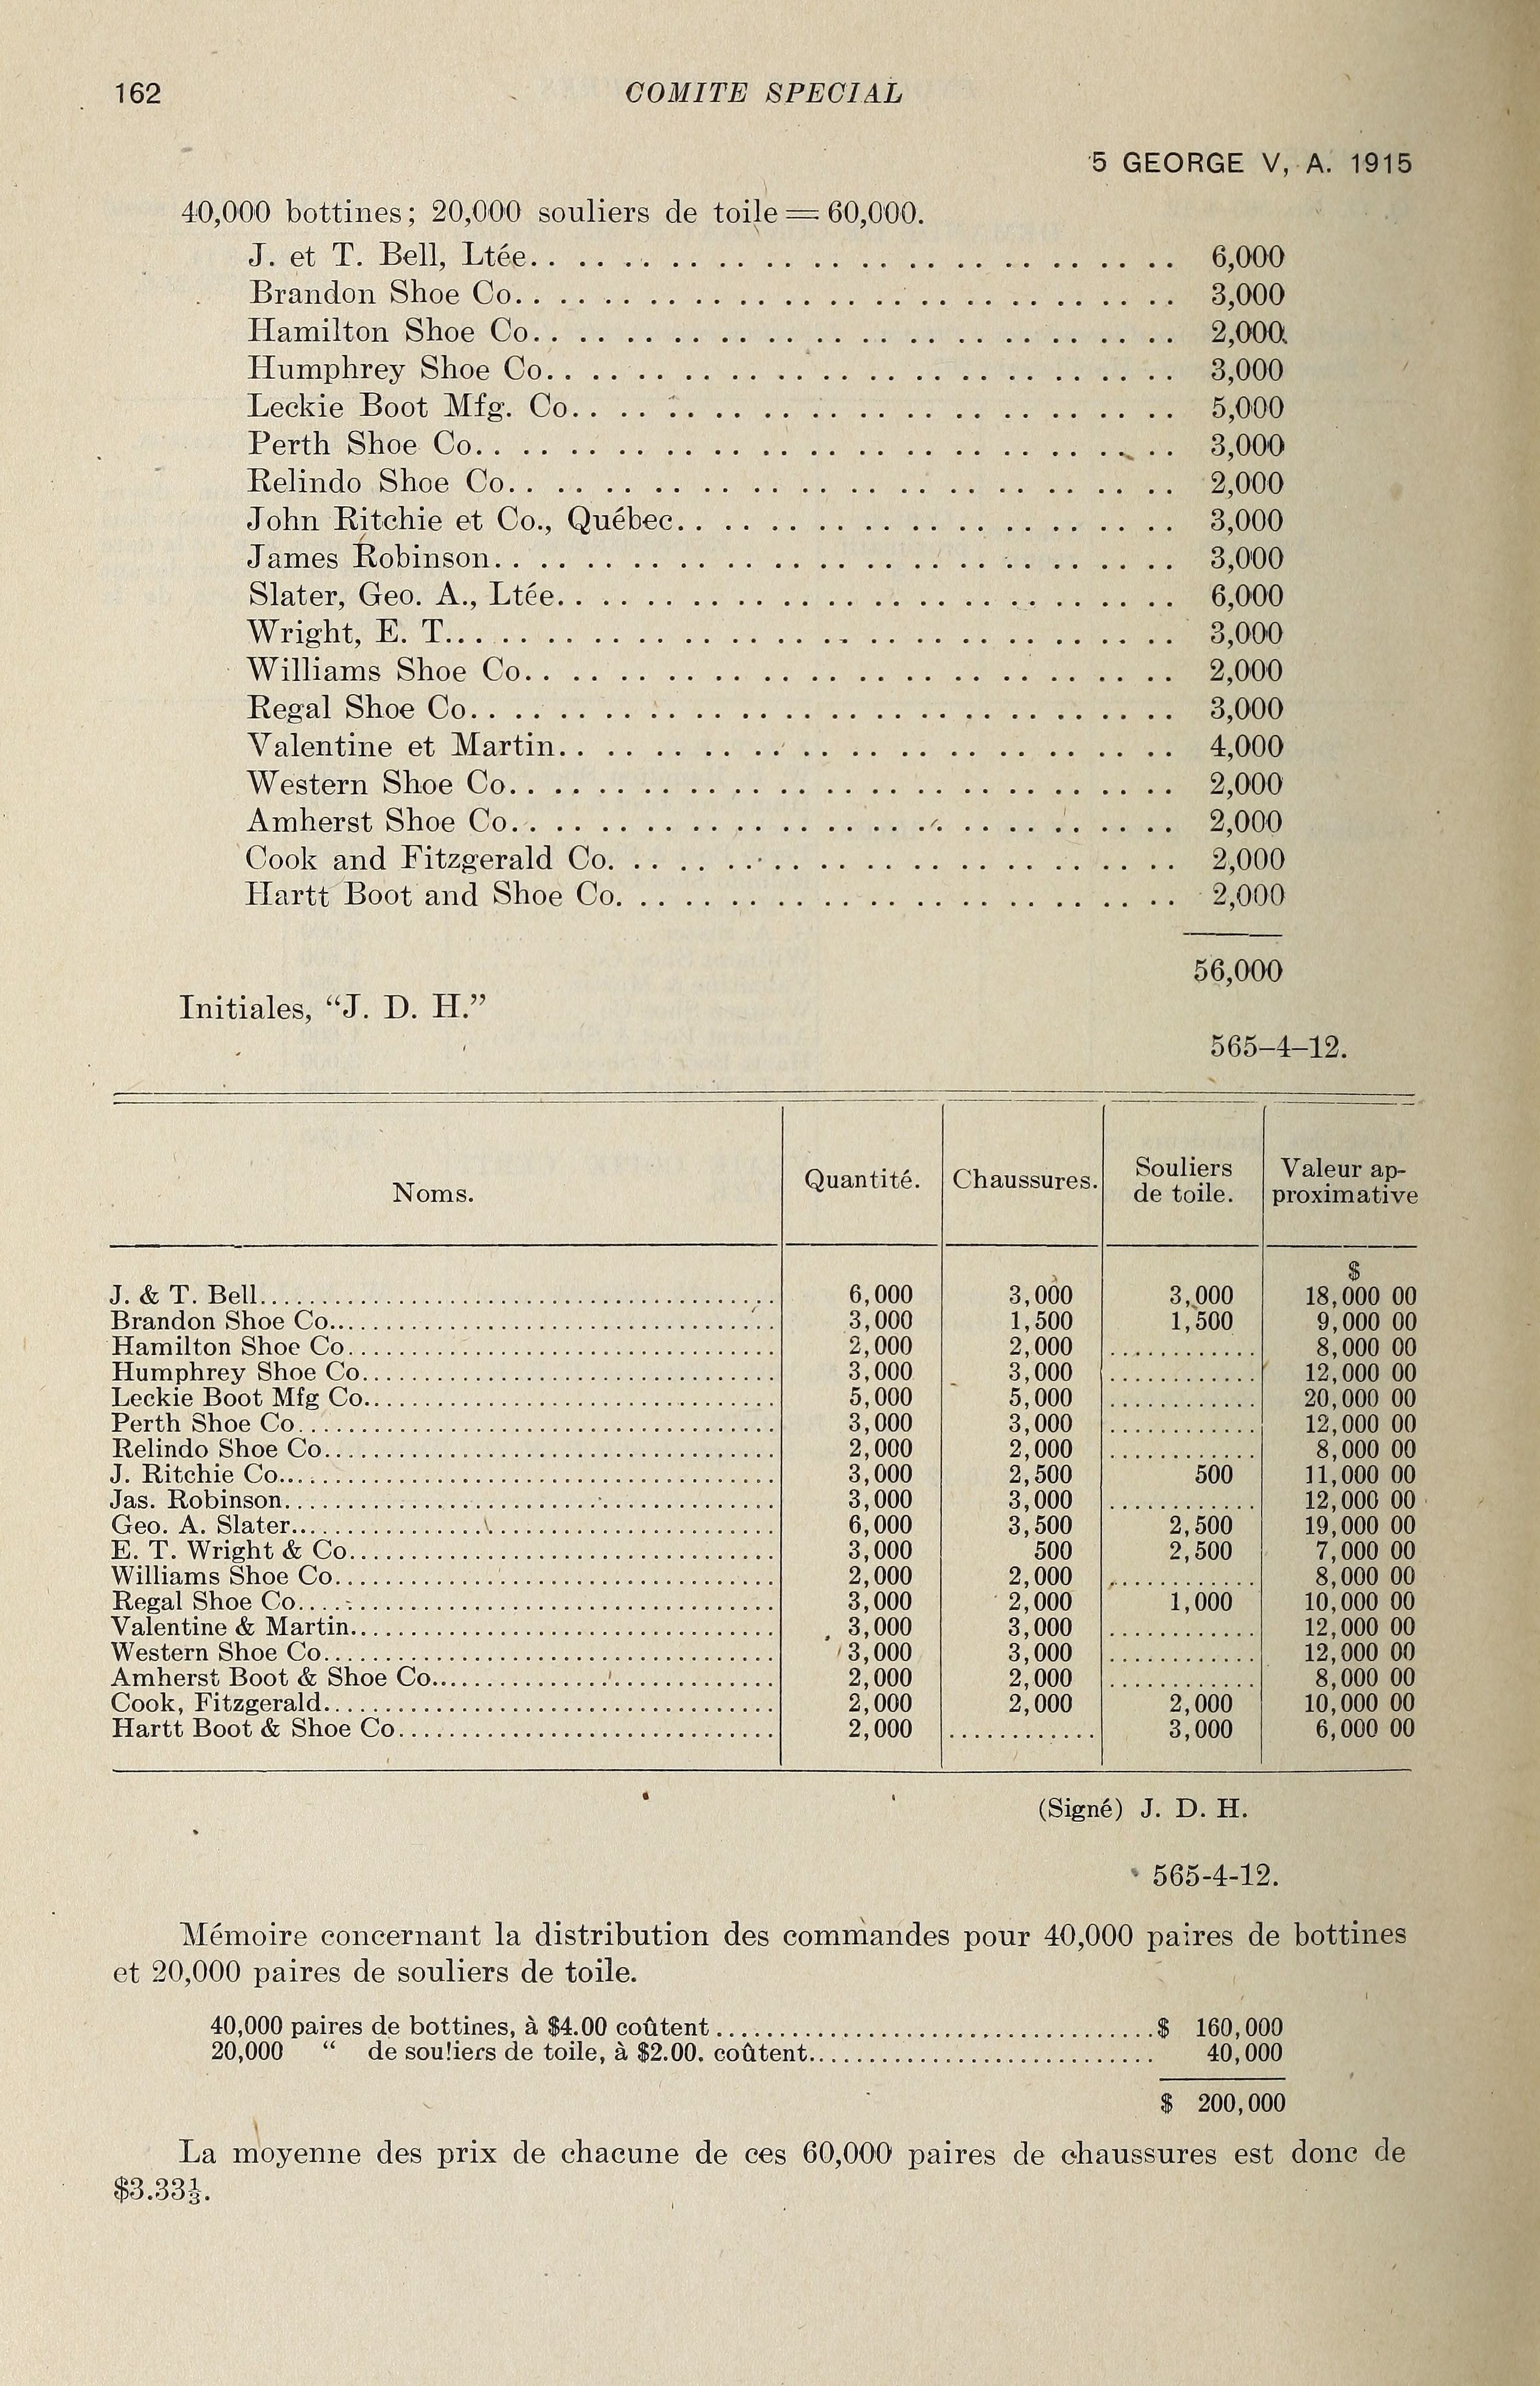 162 COMITE SPECIAL
5 GEORGE V, A. 1915
40,000 bottines; 20,000 souliers de toile = 60,000.
J. et T. Bell, Ltée.. 6,000
Brandon Shoe Co.. 3,000
Hamilton Shoe Co.. 2,000
Humphrey Shoe Co.. 3,000
Leckie Boot Mfg. Co.. 5,000
Perth Shoe Co.. 3,000
Relindo Shoe Co.. 2,000
John Ritchie et Co., Québec.. 3,000
James Robinson.. 3,000
Slater, Geo. A., Ltée.. 6,000
Wright, E. T... 3,000
Williams Shoe Co.. 2,000
Regal Shoe Co.. 3,000
Valentine et Martin.. 4,000
Western Shoe Co.. 2,000
Amherst Shoe Co.. 2,000
Cook and Fitzgerald Co. 2,000
Hartt Boot and Shoe Co. 2,000
56,000
Initiales, “J. D. H.”
565–4–12.
Noms. Quantité. Chaussures. Souliers de toile. Valeur ap-proximative
$
J. & T. Bell 6,000 3,000 3,000 18,000 00
Brandon Shoe Co 3,000 1,500 1,500 9,000 00
Hamilton Shoe Co 2,000 2,000 ............ 8,000 00
Humphrey Shoe Co 3,000 3,000 ............ 12,000 00
Leckie Boot Mfg Co 5,000 5,000 ............ 20,000 00
Perth Shoe Co 3,000 3,000 ............ 12,000 00
Relindo Shoe Co 2,000 2,000 ............ 8,000 00
J. Ritchie Co 3,000 2,500 500 11,000 00
Jas. Robinson 3,000 3,000 ............ 12,000 00
Geo. A. Slater 6,000 3,500 2,500 19,000 00
E. T. Wright & Co 3,000 500 2,500 7,000 00
Williams Shoe Co 2,000 2,000 ............ 8,000 00
Regal Shoe Co 3,000 2,000 1,000 10,000 00
Valentine & Martin 3,000 3,000 ............ 12,000 00
Western Shoe Co 3,000 3,000 ............ 12,000 00
Amherst Boot & Shoe Co 2,000 2,000 ............ 8,000 00
Cook, Fitzgerald 2,000 2,000 2,000 10,000 00
Hartt Boot & Shoe Co 2,000 ............ 3,000 6,000 00
(Signé) J. D. H.
565-4-12.
Mémoire concernant la distribution des commandes pour 40,000 paires de bottines
et 20,000 paires de souliers de toile.
40,000 paires de bottines, à $4.00 coûtent $ 160,000
20,000 “ de souliers de toile, à $2.00. coûtent 40,000
$ 200,000
La moyenne des prix de chacune de ces 60,000 paires de chaussures est donc de
$3.33⅓.